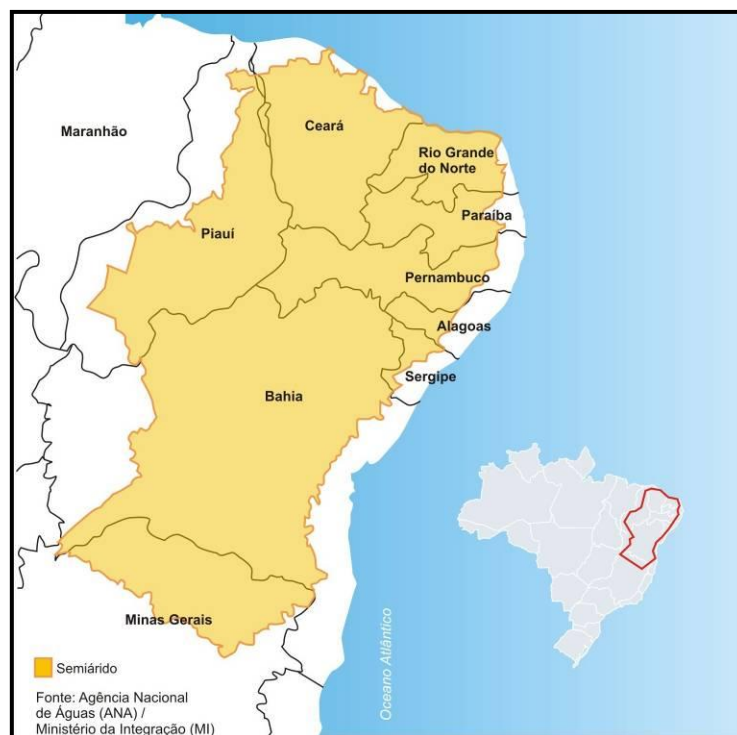 Maranhão
Ceará
Rio Grande
do Norte
Paraíba
Piauí
Pernambuco
Alagoas
Sergipe
Bahia
Minas Gerais
Oceano Atlântico
Semiárido
Fonte: Agência Nacional
de Águas (ANA) /
Ministério da Integração (MI)